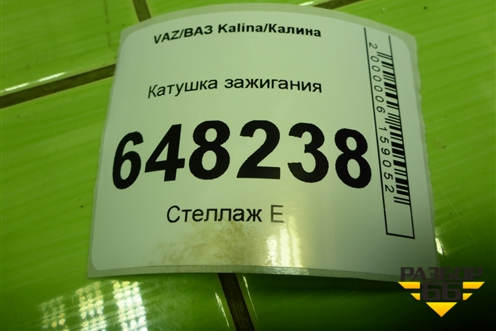 VAZ/ВАЗ Kalina/Калина
Катушка зажигания
648238
Стеллаж Е
2000006159052
РАЗБОР
66